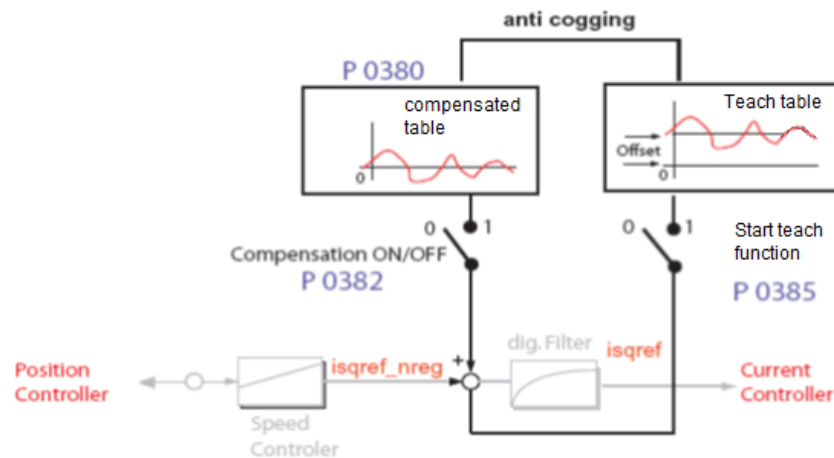 anti cogging
P 0380
compensated
table
0
Teach table
Offset
0
0
1
Compensation ON/OFF
P 0382
0
1
Start teach
function
P 0385
Position
Controller
isqref_nreg
+
Speed
Controler
dig. Filter
isqref
Current
Controller